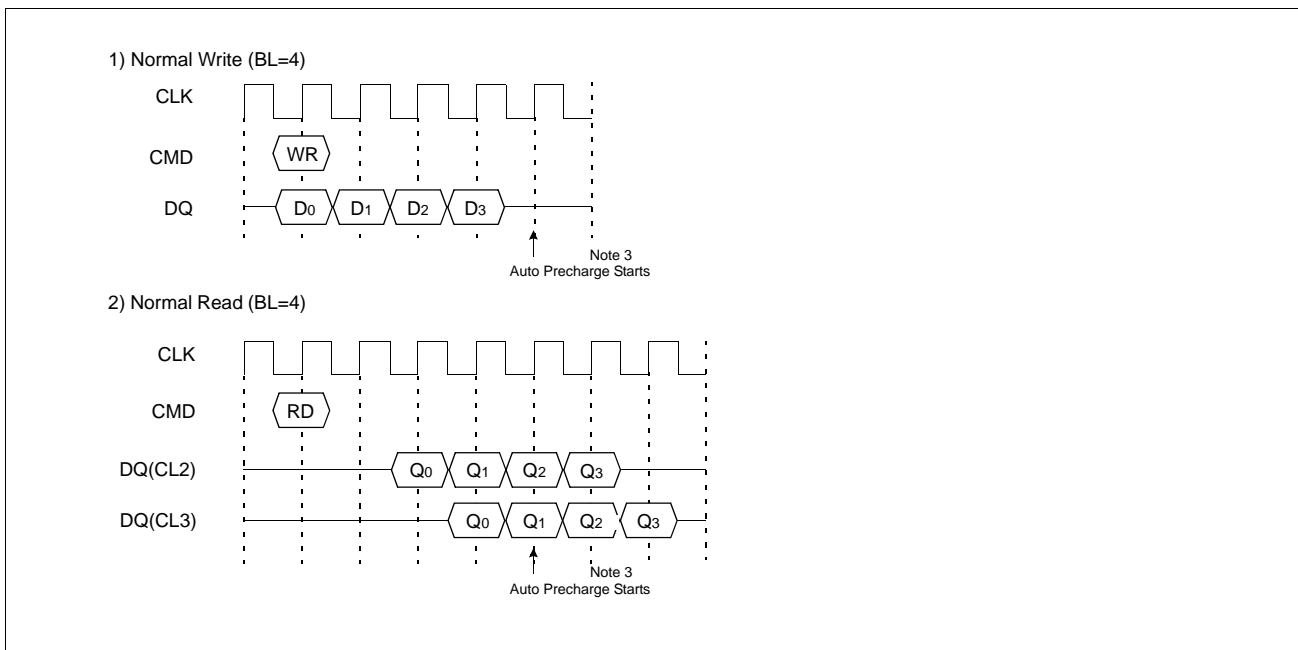 1) Normal Write (BL=4)
CLK
CMD
WR
DQ
D0 D1 D2 D3
Note 3
Auto Precharge Starts
2) Normal Read (BL=4)
CLK
CMD
RD
DQ(CL2)
Q0 Q1 Q2 Q3
DQ(CL3)
Q0 Q1 Q2 Q3
Note 3
Auto Precharge Starts